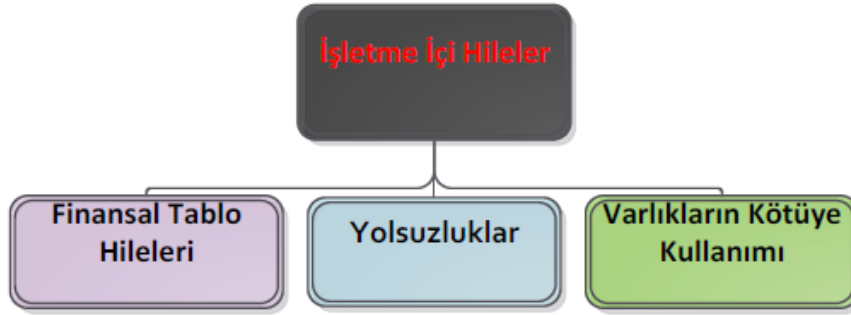 İşletme İçi Hileler
Finansal Tablo
Hileleri
Yolsuzluklar
Varlıkların Kötüye
Kullanımı